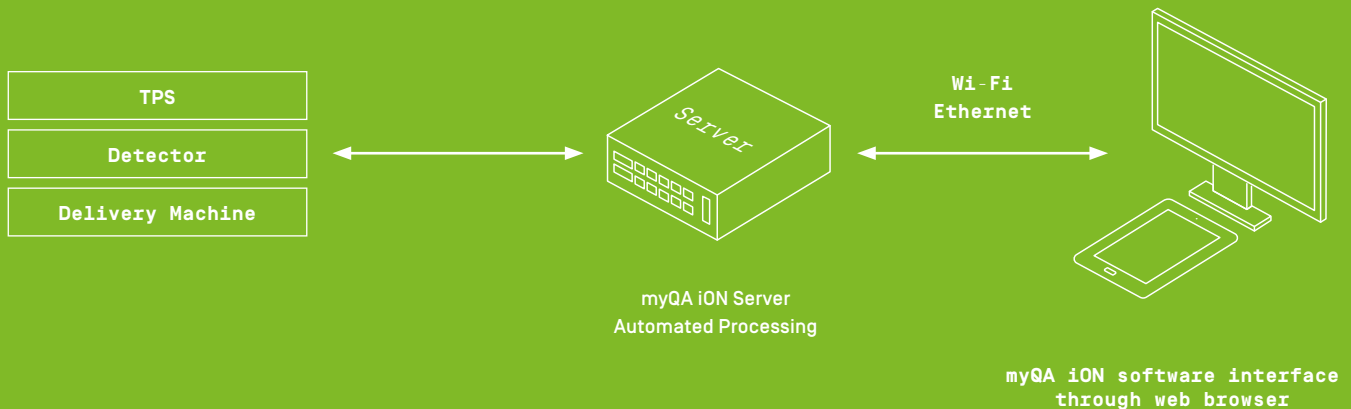 TPS
Detector
Delivery Machine
Server
myQA iON Server
Automated Processing
Wi-Fi
Ethernet
myQA iON software interface
through web browser